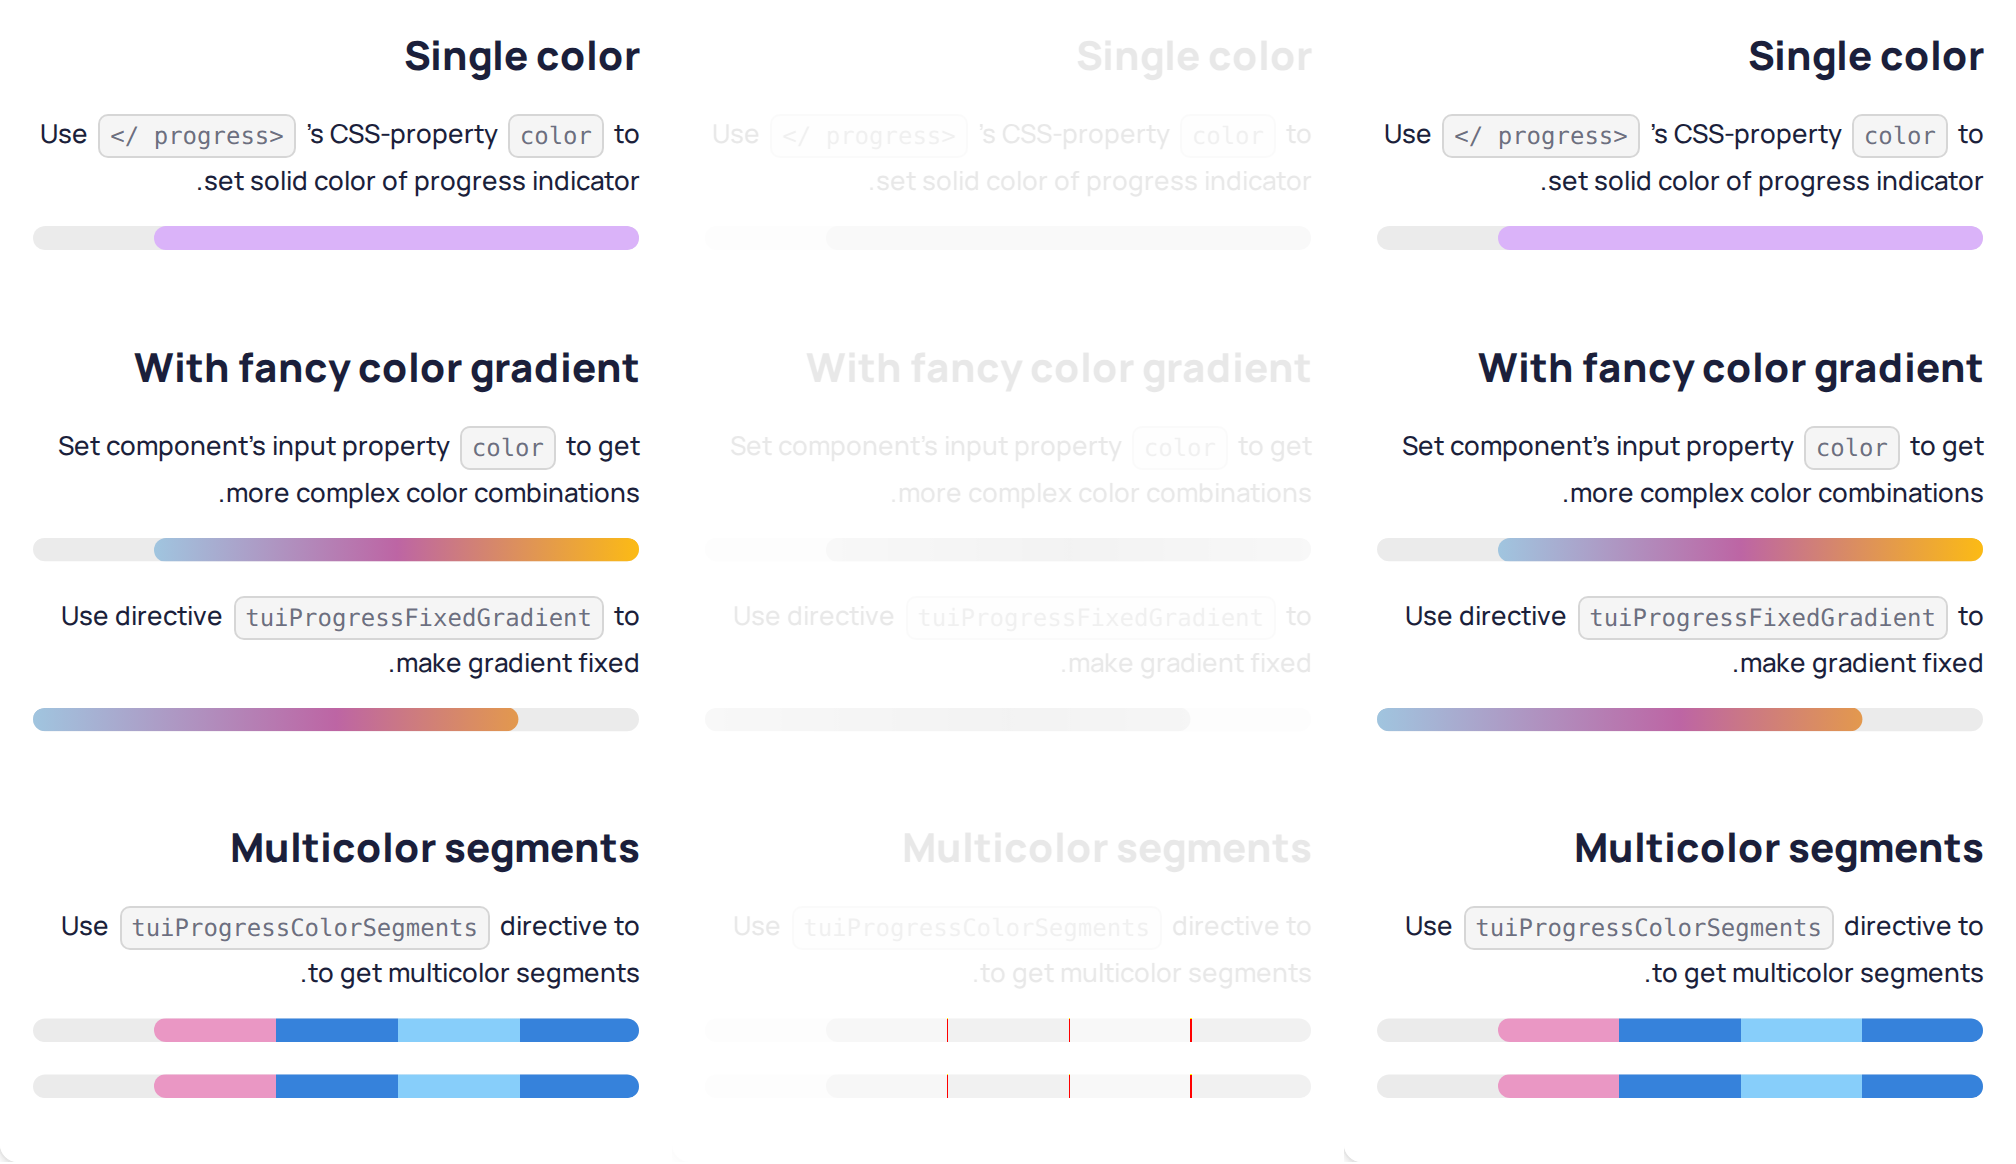 Single color
Use </ progress> ’s CSS-property color to
.set solid color of progress indicator
With fancy color gradient
Set component’s input property color to get
.more complex color combinations
Use directive tuiProgressFixedGradient to
.make gradient fixed
Multicolor segments
Use tuiProgressColorSegments directive to
.to get multicolor segments
Single color
Use </ progress> ’s CSS-property color to
.set solid color of progress indicator
With fancy color gradient
Set component’s input property color to get
.more complex color combinations
Use directive tuiProgressFixedGradient to
.make gradient fixed
Multicolor segments
Use tuiProgressColorSegments directive to
.to get multicolor segments
Single color
Use </ progress> ’s CSS-property color to
.set solid color of progress indicator
With fancy color gradient
Set component’s input property color to get
.more complex color combinations
Use directive tuiProgressFixedGradient to
.make gradient fixed
Multicolor segments
Use tuiProgressColorSegments directive to
.to get multicolor segments